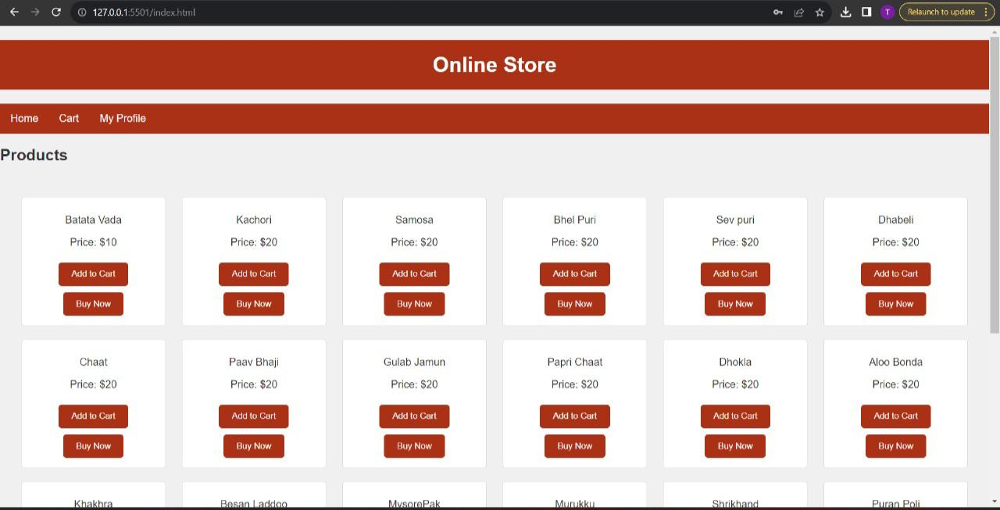 127.0.0.1:5501/index.html
T
Relaunch to update
Online Store
Home Cart My Profile
Products
Batata Vada Kachori Samosa Bhel Puri Sev puri Dhabeli
Price: $10 Price: $20 Price: $20 Price: $20 Price: $20 Price: $20
Add to Cart Add to Cart Add to Cart Add to Cart Add to Cart Add to Cart
Buy Now Buy Now Buy Now Buy Now Buy Now Buy Now
Chaat Paav Bhaji Gulab Jamun Papri Chaat Dhokla Aloo Bonda
Price: $20 Price: $20 Price: $20 Price: $20 Price: $20 Price: $20
Add to Cart Add to Cart Add to Cart Add to Cart Add to Cart Add to Cart
Buy Now Buy Now Buy Now Buy Now Buy Now Buy Now
Khakhra Besan Laddoo MysorePak Murukku Shrikhand Puran Poli